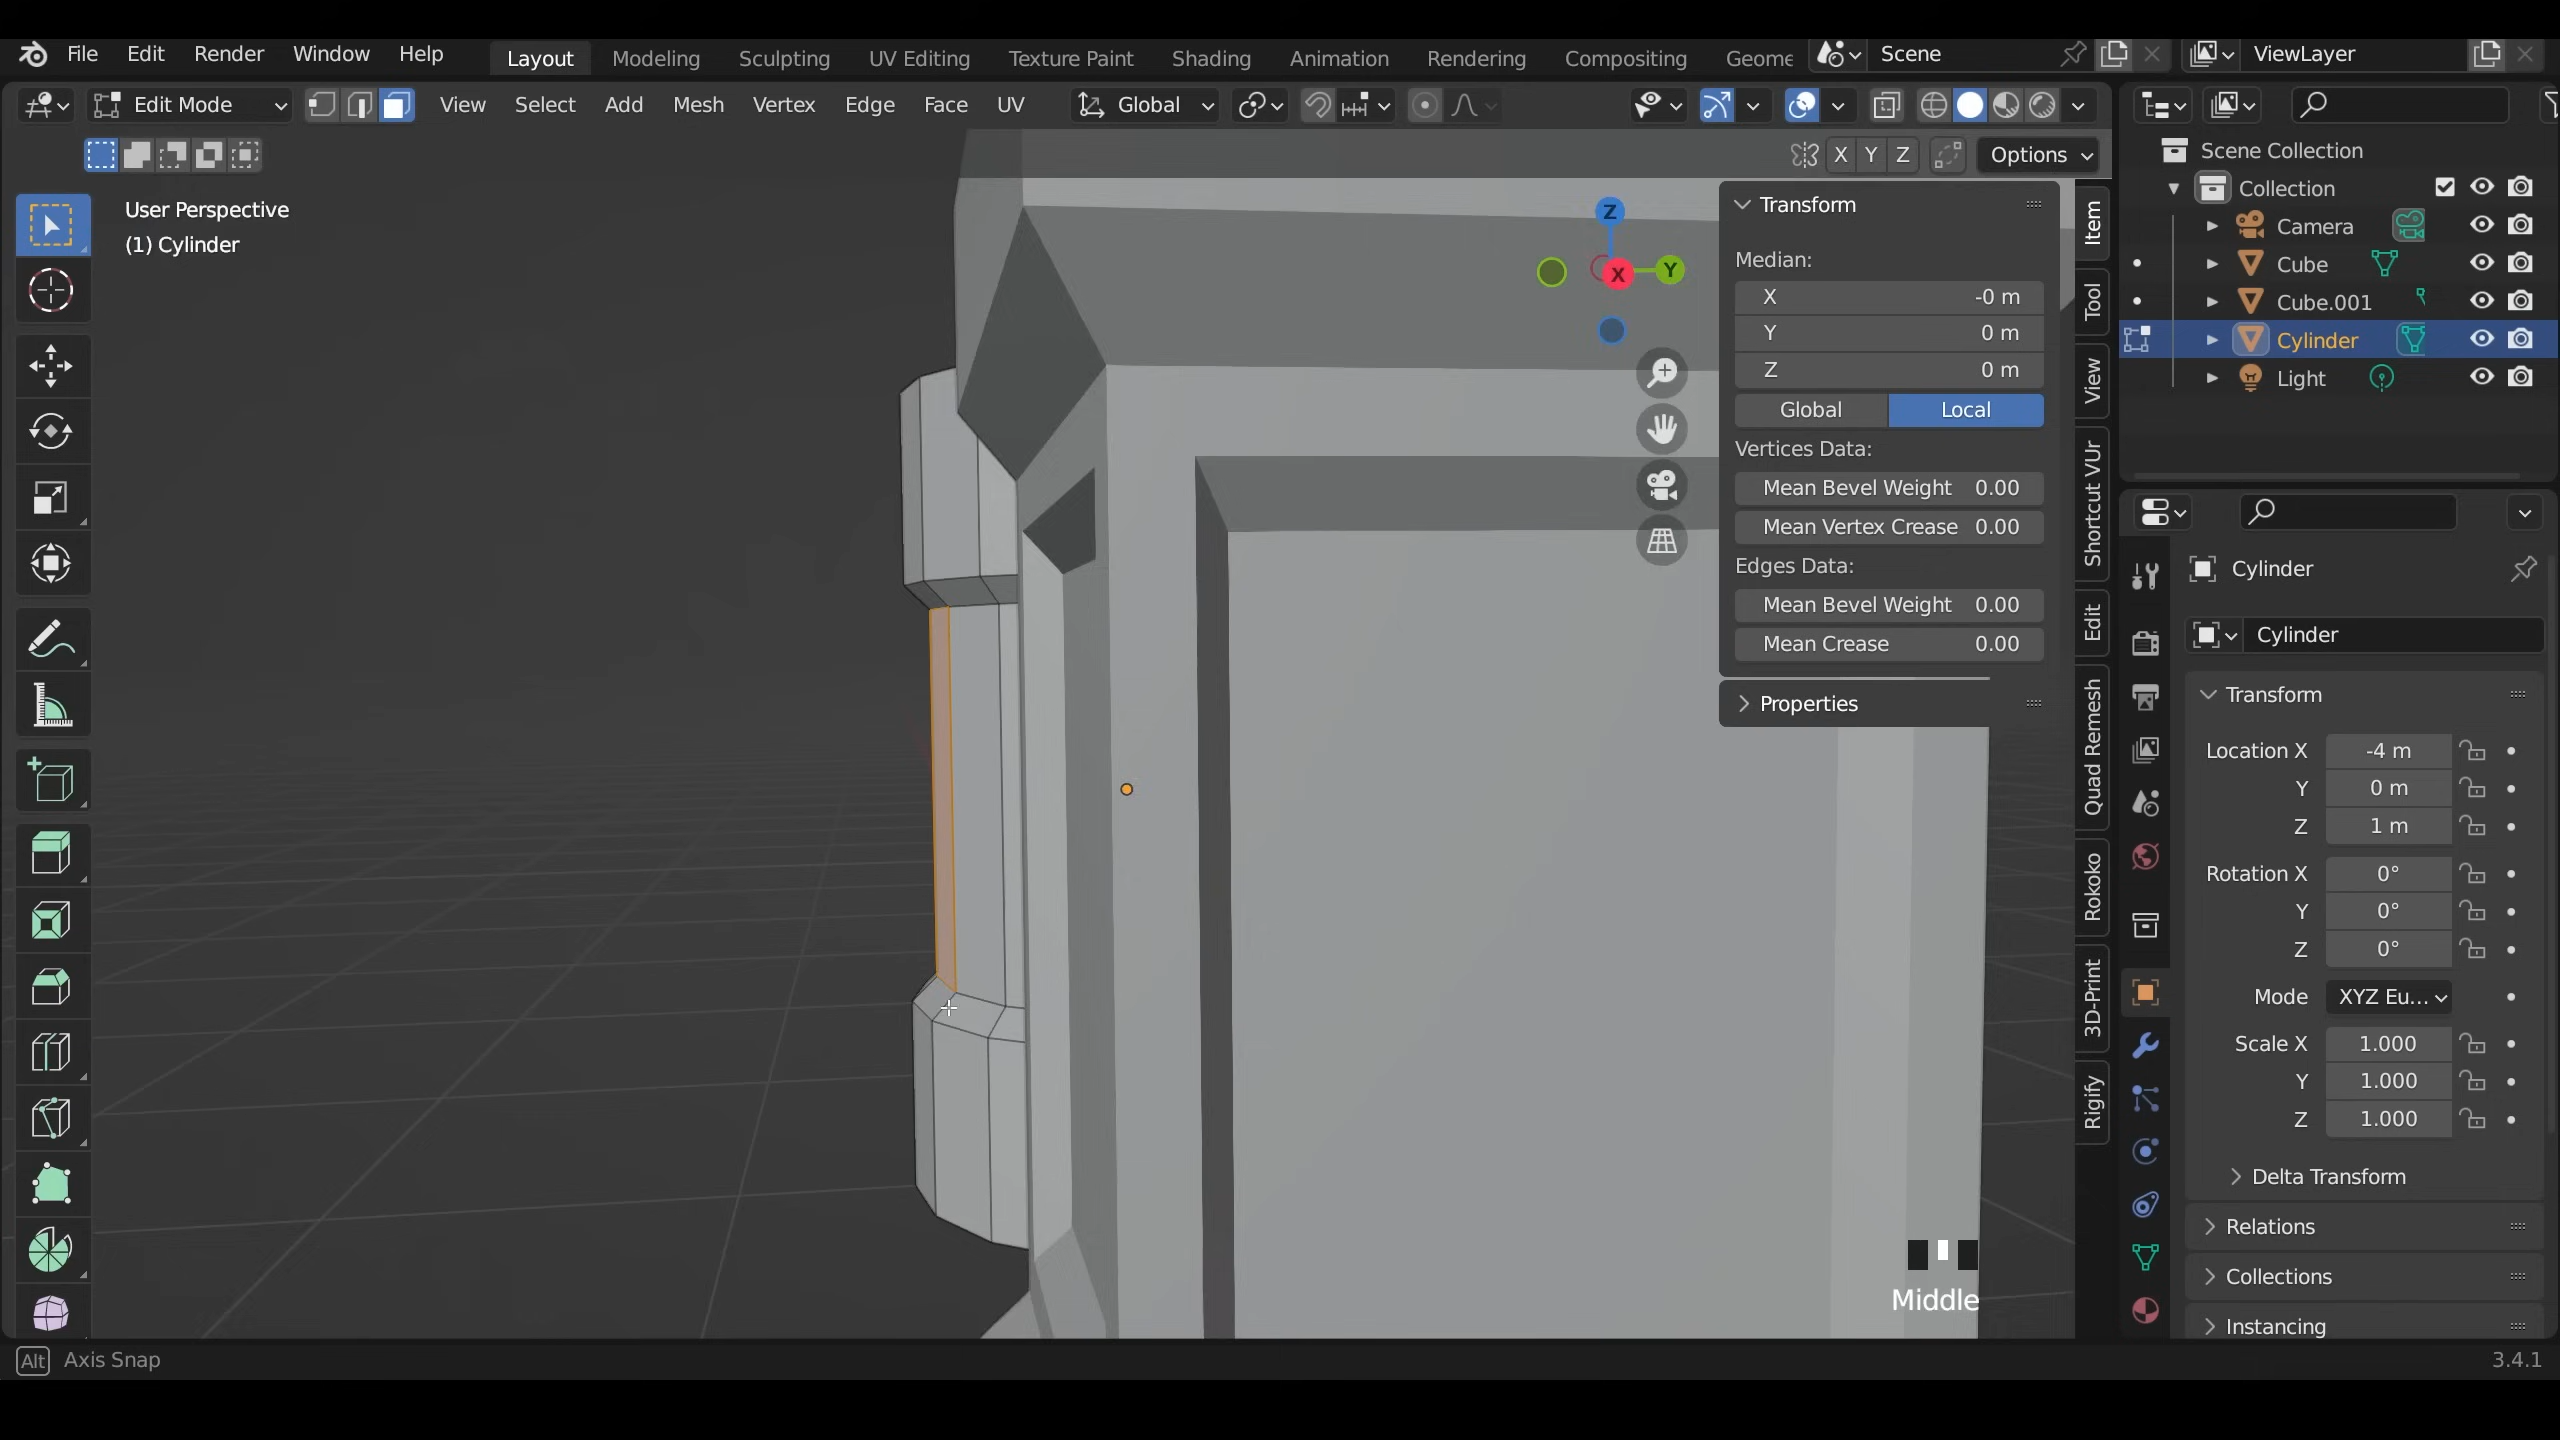 File Edit Render Window Help Layout Modeling Sculpting UV Editing Texture Paint Shading Animation Rendering Compositing Geome Scene ViewLayer
Edit Mode View Select Add Mesh Vertex Edge Face UV Global
X Y Z Options
User Perspective
(1) Cylinder
Z
X
Y
Transform
Median:
X -0 m
Y 0 m
Z 0 m
Global Local
Vertices Data:
Mean Bevel Weight 0.00
Mean Vertex Crease 0.00
Edges Data:
Mean Bevel Weight 0.00
Mean Crease 0.00
Properties
Item
Tool
View
Shortcut VUr
Edit
Quad Remesh
Rokoko
3D-Print
Rigify
Scene Collection
Collection
Camera
Cube
Cube.001
Cylinder
Light
Cylinder
Cylinder
Transform
Location X -4 m
Y 0 m
Z 1 m
Rotation X 0°
Y 0°
Z 0°
Mode XYZ Eu...
Scale X 1.000
Y 1.000
Z 1.000
Delta Transform
Relations
Collections
Instancing
Middle
Alt Axis Snap
3.4.1